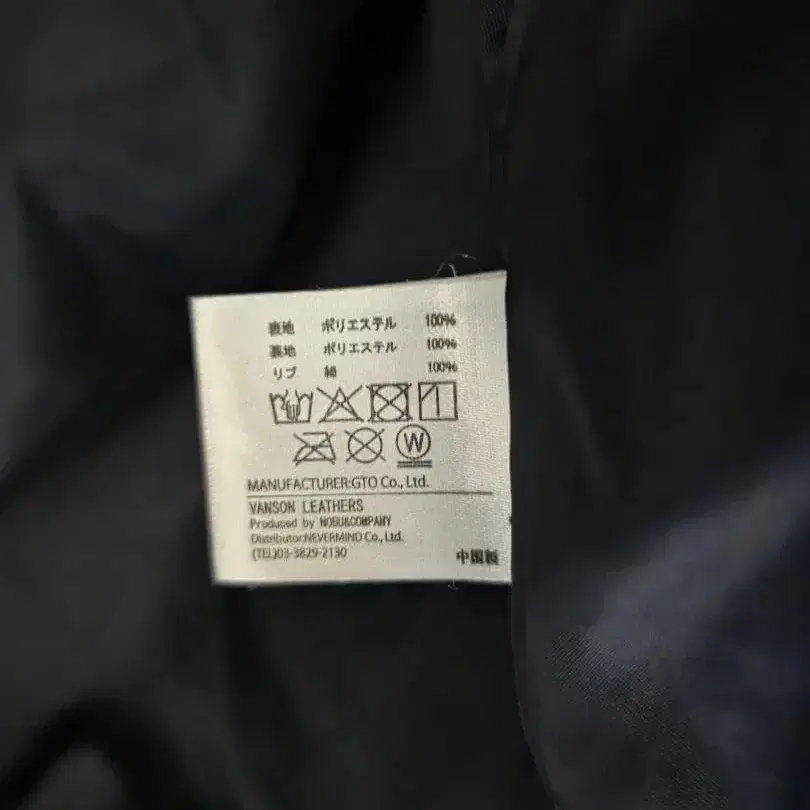 表地 ポリエステル 100%
裏地 ポリエステル 100%
リブ 綿 100%
W
MANUFACTURER:GTO Co., Ltd.
VANSON LEATHERS
Produced by NOBU&COMPANY
Distributor:NEVERMIND Co., Ltd.
(TEL)03-3829-2130
中国製